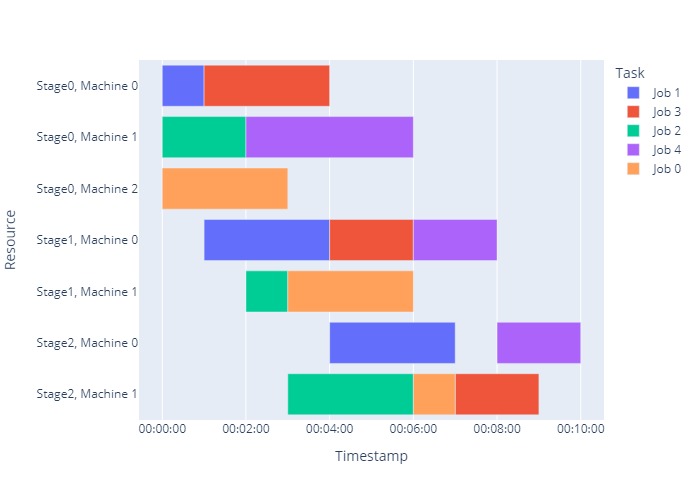 Task
Job 1
Job 3
Job 2
Job 4
Job 0
Resource
Stage0, Machine 0
Stage0, Machine 1
Stage0, Machine 2
Stage1, Machine 0
Stage1, Machine 1
Stage2, Machine 0
Stage2, Machine 1
00:00:00 00:02:00 00:04:00 00:06:00 00:08:00 00:10:00
Timestamp